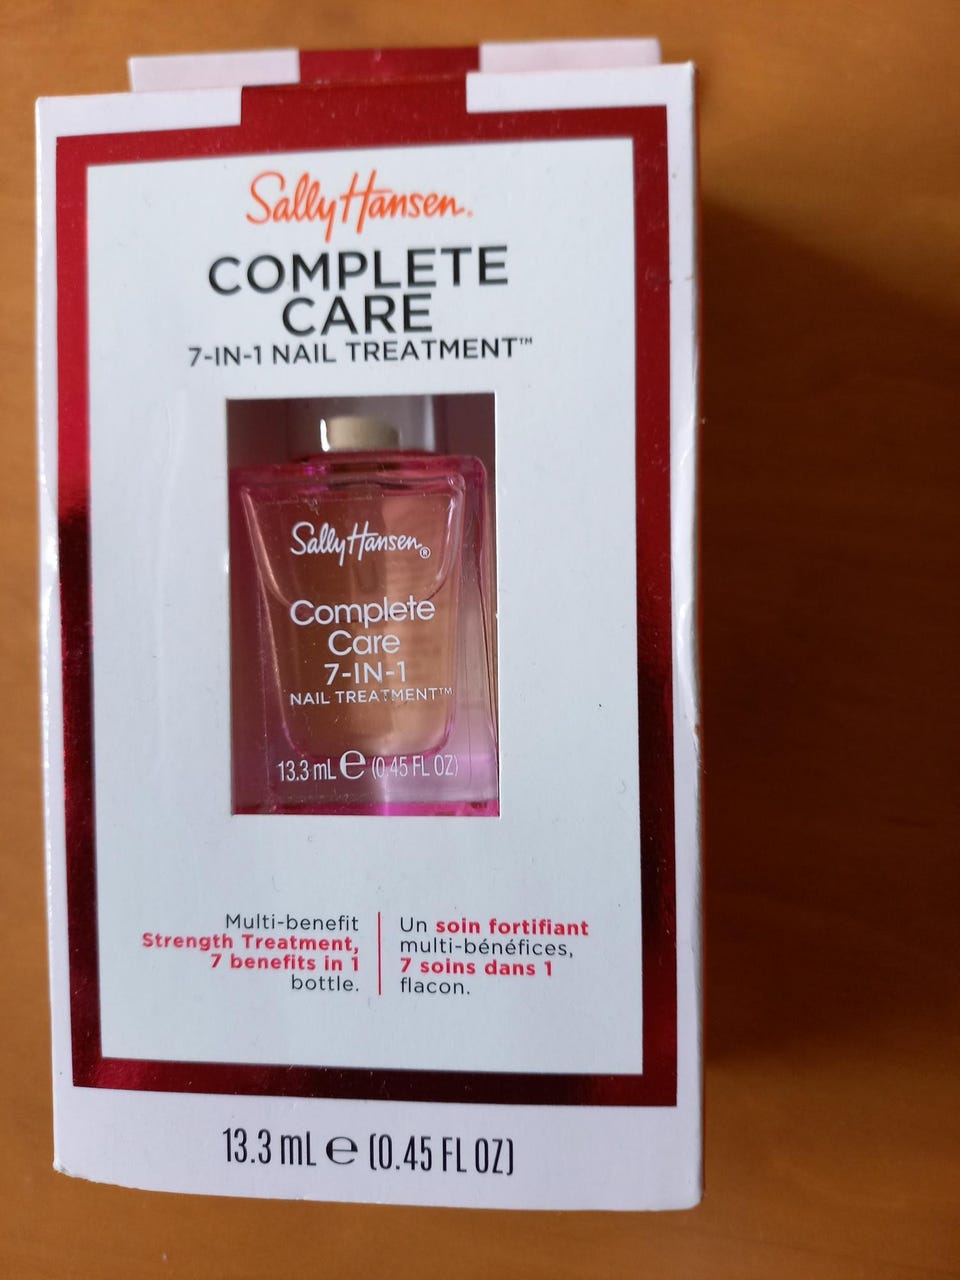 Sally Hansen®
COMPLETE
CARE
7-IN-1 NAIL TREATMENT™
Sally Hansen®
Complete
Care
7-IN-1
NAIL TREATMENT™
13.3 mL ℮ (0.45 FL OZ)
Multi-benefit
Strength Treatment,
7 benefits in 1
bottle.
Un soin fortifiant
multi-bénéfices,
7 soins dans 1
flacon.
13.3 mL ℮ (0.45 FL OZ)